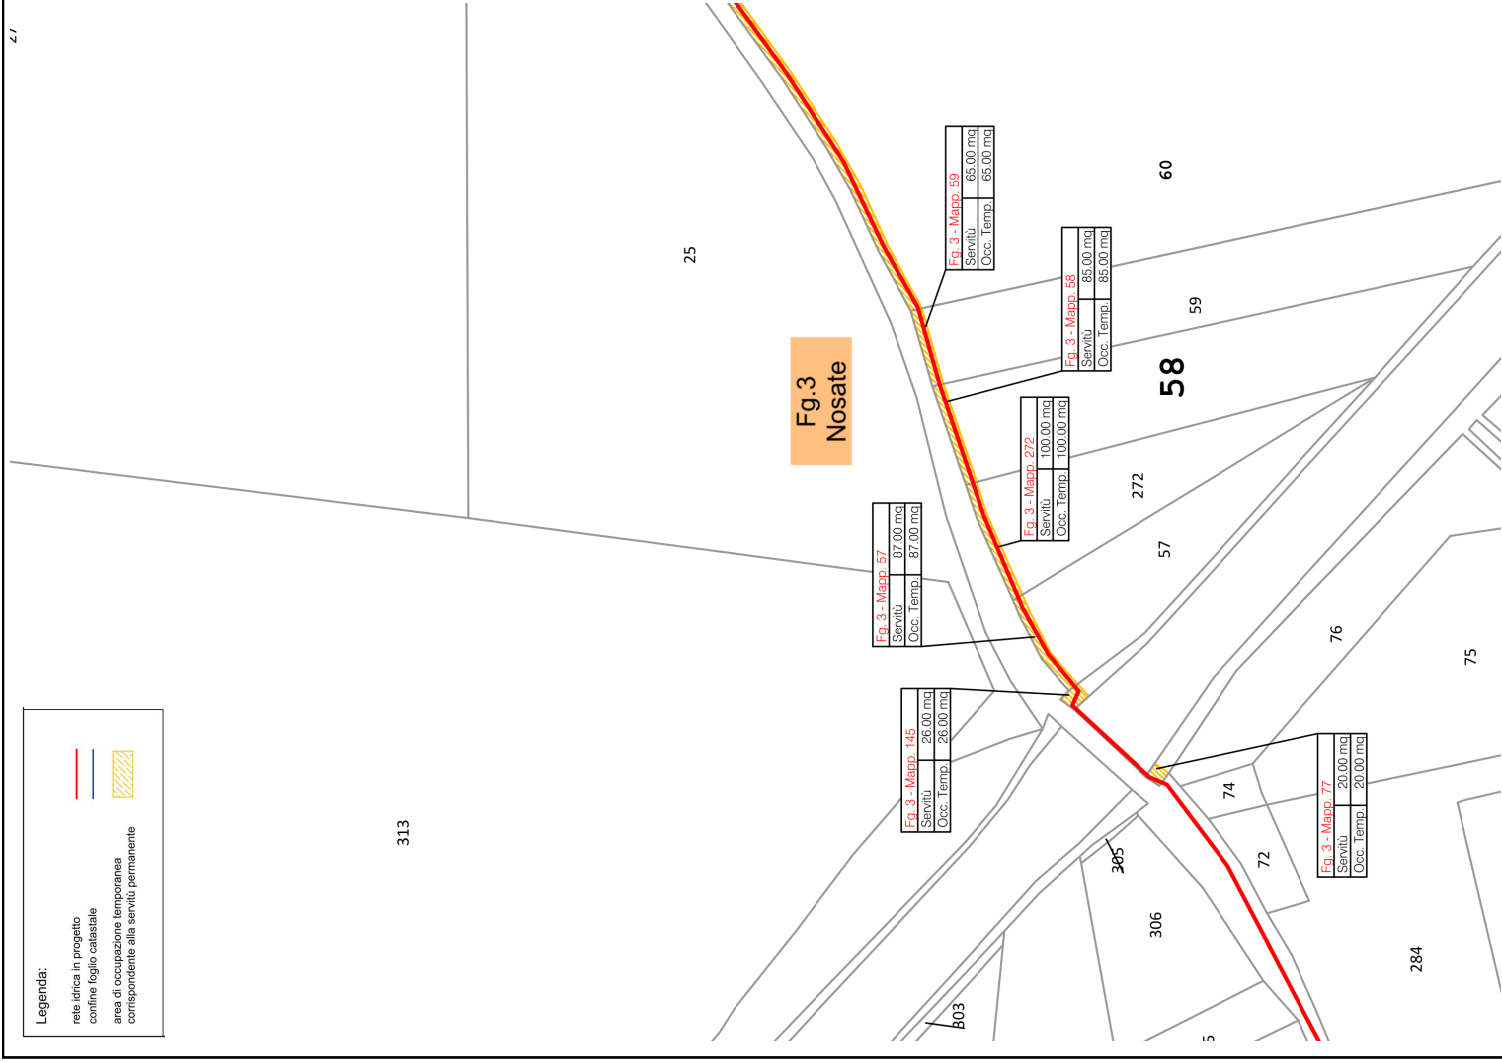 27
25
60
Fg. 3 - Mapp. 59
Servitù 65.00 mq
Occ. Temp. 65.00 mq
Fg. 3 - Mapp. 58
Servitù 85.00 mq
Occ. Temp. 85.00 mq
59
58
Fg.3
Nosate
Fg. 3 - Mapp. 272
Servitù 100.00 mq
Occ. Temp. 100.00 mq
272
57
Fg. 3 - Mapp. 57
Servitù 87.00 mq
Occ. Temp. 87.00 mq
76
75
Fg. 3 - Mapp. 145
Servitù 26.00 mq
Occ. Temp. 26.00 mq
Fg. 3 - Mapp. 77
Servitù 20.00 mq
Occ. Temp. 20.00 mq
74
72
313
305
306
284
303
Legenda:
rete idrica in progetto
confine foglio catastale
area di occupazione temporanea
corrispondente alla servitù permanente